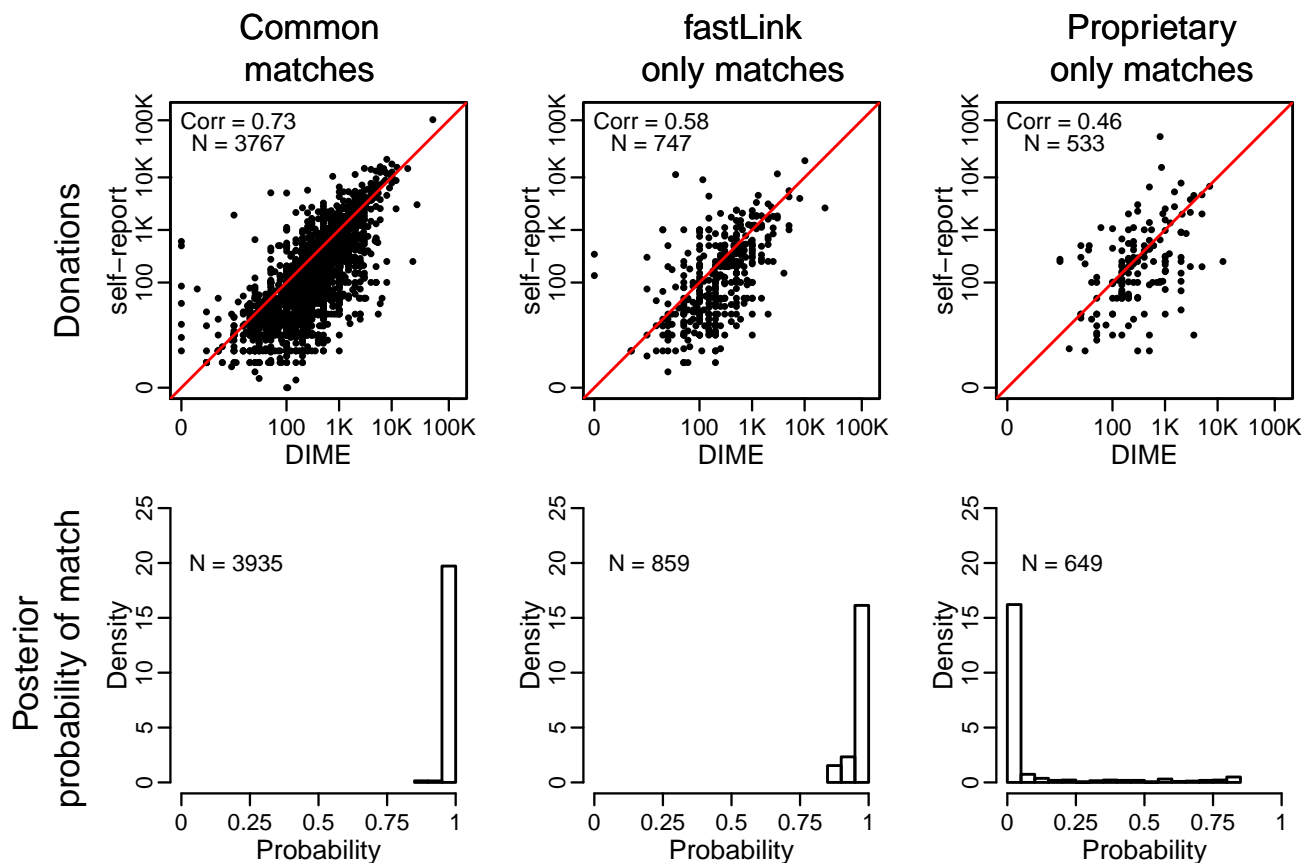 Common
matches
fastLink
only matches
Proprietary
only matches
Donations
self−report
0
100
1K
10K
100K
Corr = 0.73
N = 3767
0
100
1K
10K
100K
DIME
self−report
0
100
1K
10K
100K
Corr = 0.58
N = 747
0
100
1K
10K
100K
DIME
self−report
0
100
1K
10K
100K
Corr = 0.46
N = 533
0
100
1K
10K
100K
DIME
Posterior
probability of match
Density
0
5
10
15
20
25
N = 3935
0
0.25
0.5
0.75
1
Probability
Density
0
5
10
15
20
25
N = 859
0
0.25
0.5
0.75
1
Probability
Density
0
5
10
15
20
25
N = 649
0
0.25
0.5
0.75
1
Probability